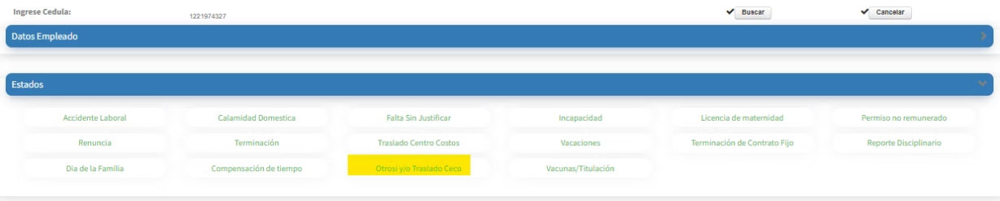 Ingrese Cedula: 1221974327 Buscar Cancelar
Datos Empleado
Estados
Accidente Laboral Calamidad Domestica Falta Sin Justificar Incapacidad Licencia de maternidad Permiso no remunerado
Renuncia Terminación Traslado Centro Costos Vacaciones Terminación de Contrato Fijo Reporte Disciplinario
Dia de la Familia Compensación de tiempo Otrosi y/o Traslado Ceco Vacunas/Titulación